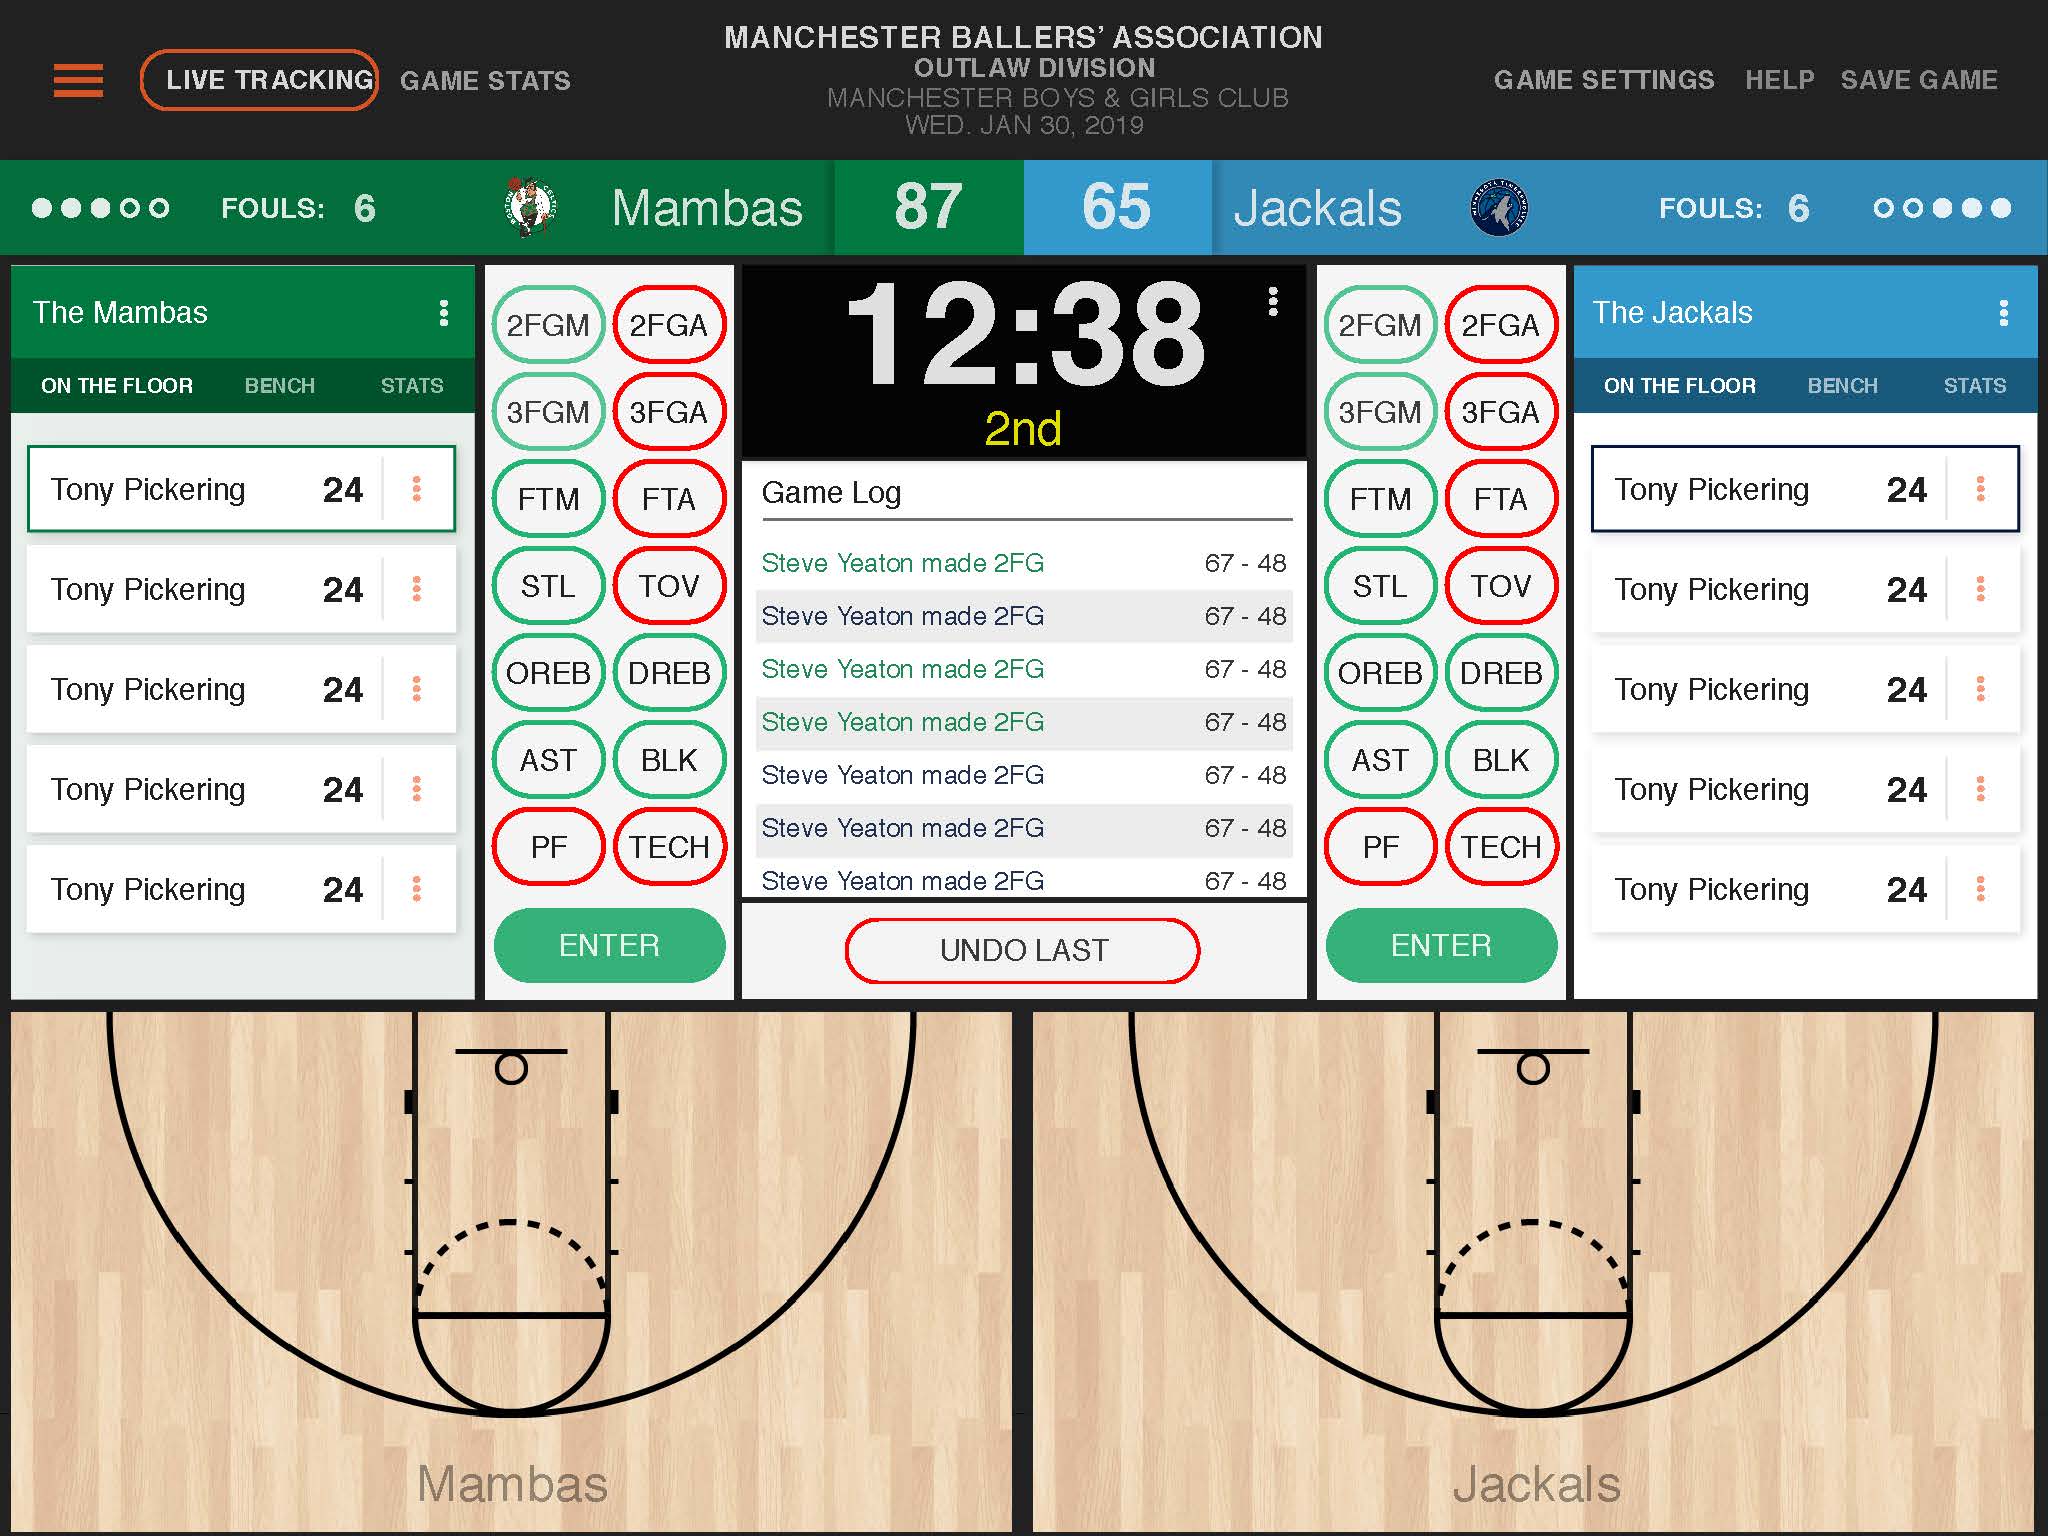 MANCHESTER BALLERS’ ASSOCIATION
OUTLAW DIVISION
MANCHESTER BOYS & GIRLS CLUB
WED. JAN 30, 2019
LIVE TRACKING GAME STATS
GAME SETTINGS HELP SAVE GAME
FOULS: 6 Mambas 87 65 Jackals FOULS: 6
The Mambas
ON THE FLOOR BENCH STATS
Tony Pickering 24
Tony Pickering 24
Tony Pickering 24
Tony Pickering 24
Tony Pickering 24
2FGM 2FGA
3FGM 3FGA
FTM FTA
STL TOV
OREB DREB
AST BLK
PF TECH
ENTER
12:38
2nd
Game Log
Steve Yeaton made 2FG 67 - 48
Steve Yeaton made 2FG 67 - 48
Steve Yeaton made 2FG 67 - 48
Steve Yeaton made 2FG 67 - 48
Steve Yeaton made 2FG 67 - 48
Steve Yeaton made 2FG 67 - 48
Steve Yeaton made 2FG 67 - 48
UNDO LAST
2FGM 2FGA
3FGM 3FGA
FTM FTA
STL TOV
OREB DREB
AST BLK
PF TECH
ENTER
The Jackals
ON THE FLOOR BENCH STATS
Tony Pickering 24
Tony Pickering 24
Tony Pickering 24
Tony Pickering 24
Tony Pickering 24
Mambas
Jackals